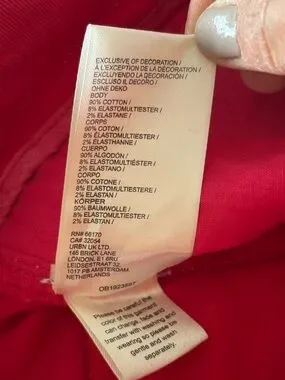 EXCLUSIVE OF DECORATION /
À L'EXCEPTION DE LA DÉCORATION /
EXCLUYENDO LA DECORACIÓN /
ESCLUSO IL DECORO /
OHNE DEKO
BODY
90% COTTON /
8% ELASTOMULTIESTER /
2% ELASTANE /
CORPS
90% COTON /
8% ELASTOMULTIESTER /
2% ELASTHANNE /
CUERPO
90% ALGODÓN /
8% ELASTOMULTIÉSTER /
2% ELASTANO /
CORPO
90% COTONE /
8% ELASTOMULTIESTERE /
2% ELASTAN /
KÖRPER
90% BAUMWOLLE /
8% ELASTOMULTIESTER /
2% ELASTAN /
RN# 66170
CA# 32054
URBN UK LTD.
145 BRICK LANE
LONDON, E1 6RU
LEIDSESTRAAT 32,
1017 PB AMSTERDAM,
NETHERLANDS
Please be careful the
color of this garment
can change, fade and
transfer with wearing and
wearing so please be
gentle and wash
separately.